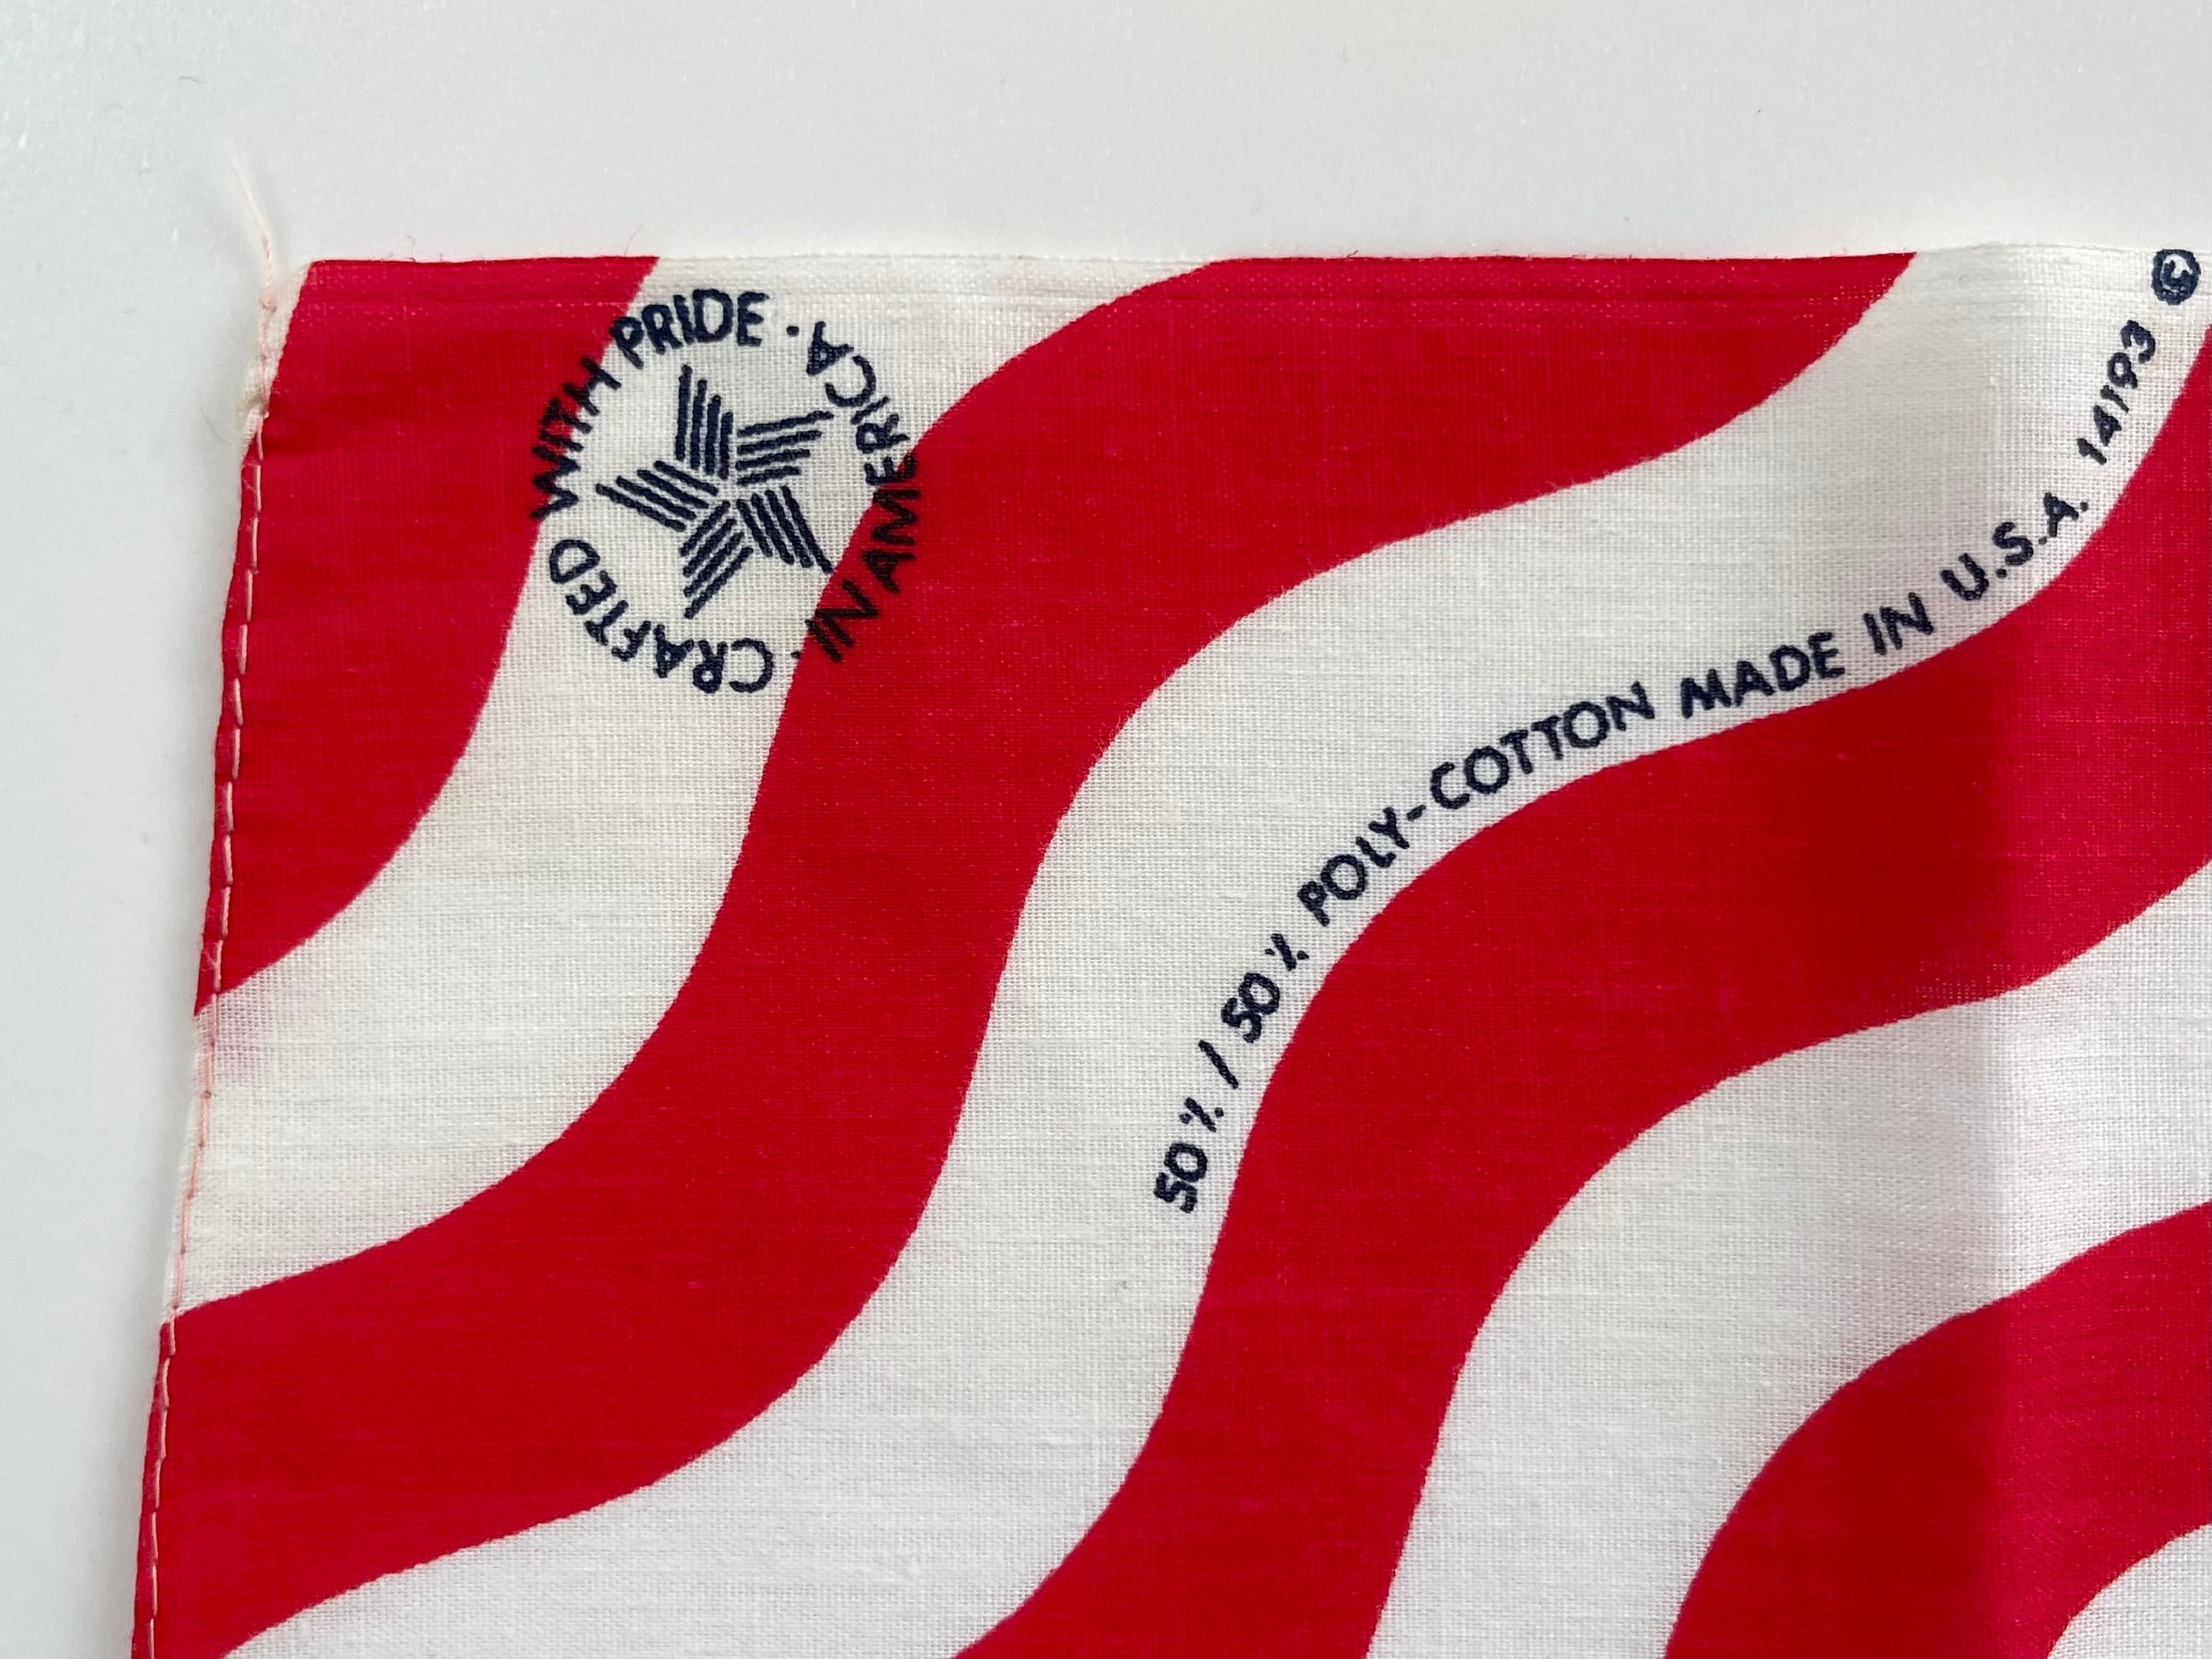 CRAFTED WITH PRIDE · IN AMERICA ·
50% / 50% POLY-COTTON MADE IN U.S.A. 14193 ©